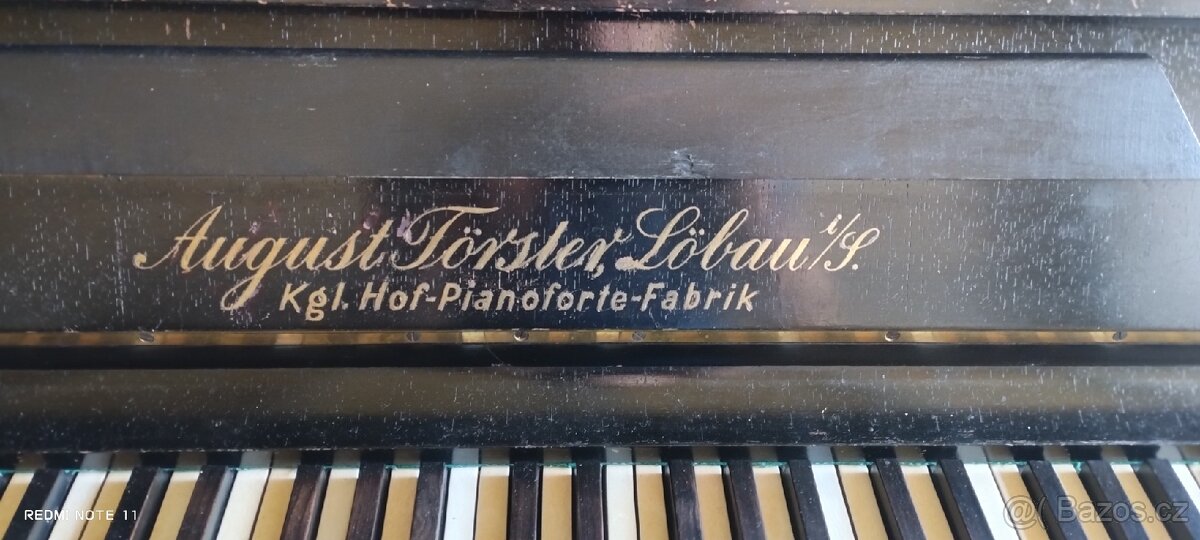 August Förster, Löbau i/S.
Kgl. Hof-Pianoforte-Fabrik
REDMI NOTE 11
@Bazos.cz